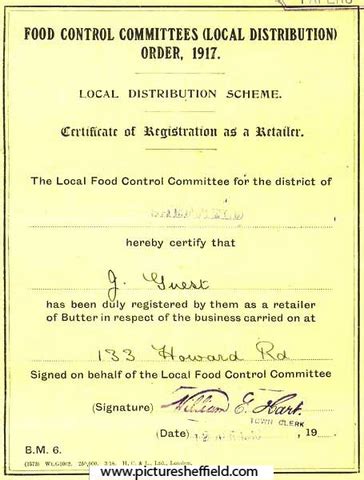 FOOD CONTROL COMMITTEES (LOCAL DISTRIBUTION)
ORDER, 1917.
LOCAL DISTRIBUTION SCHEME.
Certificate of Registration as a Retailer.
The Local Food Control Committee for the district of
hereby certify that
J. Guest
has been duly registered by them as a retailer
of Butter in respect of the business carried on at
133 Howard Rd
Signed on behalf of the Local Food Control Committee
(Signature) William E. Hart.
TOWN CLERK
(Date) 19
B.M. 6.
H. C. & L., Ltd., London.
www.picturesheffield.com